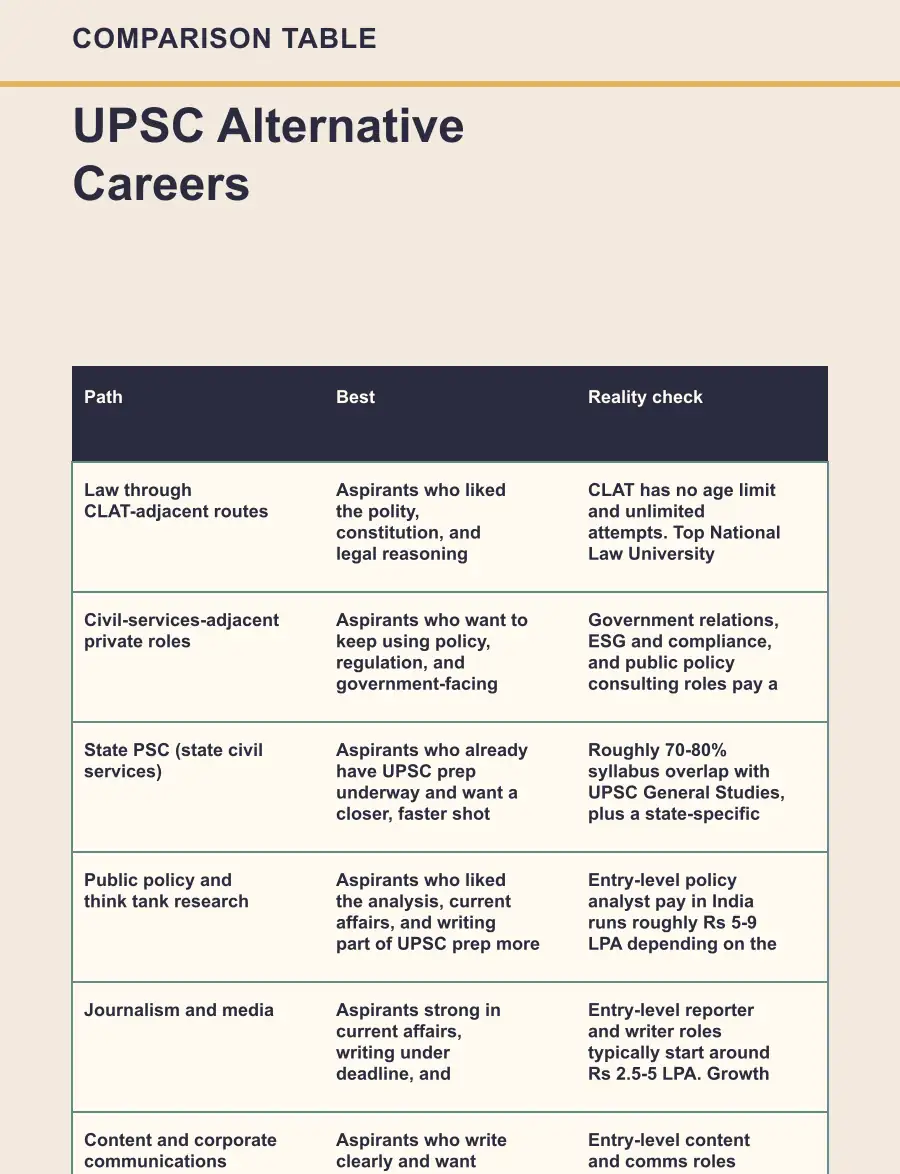 COMPARISON TABLE
UPSC Alternative
Careers
Path
Best
Reality check
Law through
CLAT-adjacent routes
Aspirants who liked
the polity,
constitution, and
legal reasoning
CLAT has no age limit
and unlimited
attempts. Top National
Law University
Civil-services-adjacent
private roles
Aspirants who want to
keep using policy,
regulation, and
government-facing
Government relations,
ESG and compliance,
and public policy
consulting roles pay a
State PSC (state civil
services)
Aspirants who already
have UPSC prep
underway and want a
closer, faster shot
Roughly 70-80%
syllabus overlap with
UPSC General Studies,
plus a state-specific
Public policy and
think tank research
Aspirants who liked
the analysis, current
affairs, and writing
part of UPSC prep more
Entry-level policy
analyst pay in India
runs roughly Rs 5-9
LPA depending on the
Journalism and media
Aspirants strong in
current affairs,
writing under
deadline, and
Entry-level reporter
and writer roles
typically start around
Rs 2.5-5 LPA. Growth
Content and corporate
communications
Aspirants who write
clearly and want
Entry-level content
and comms roles